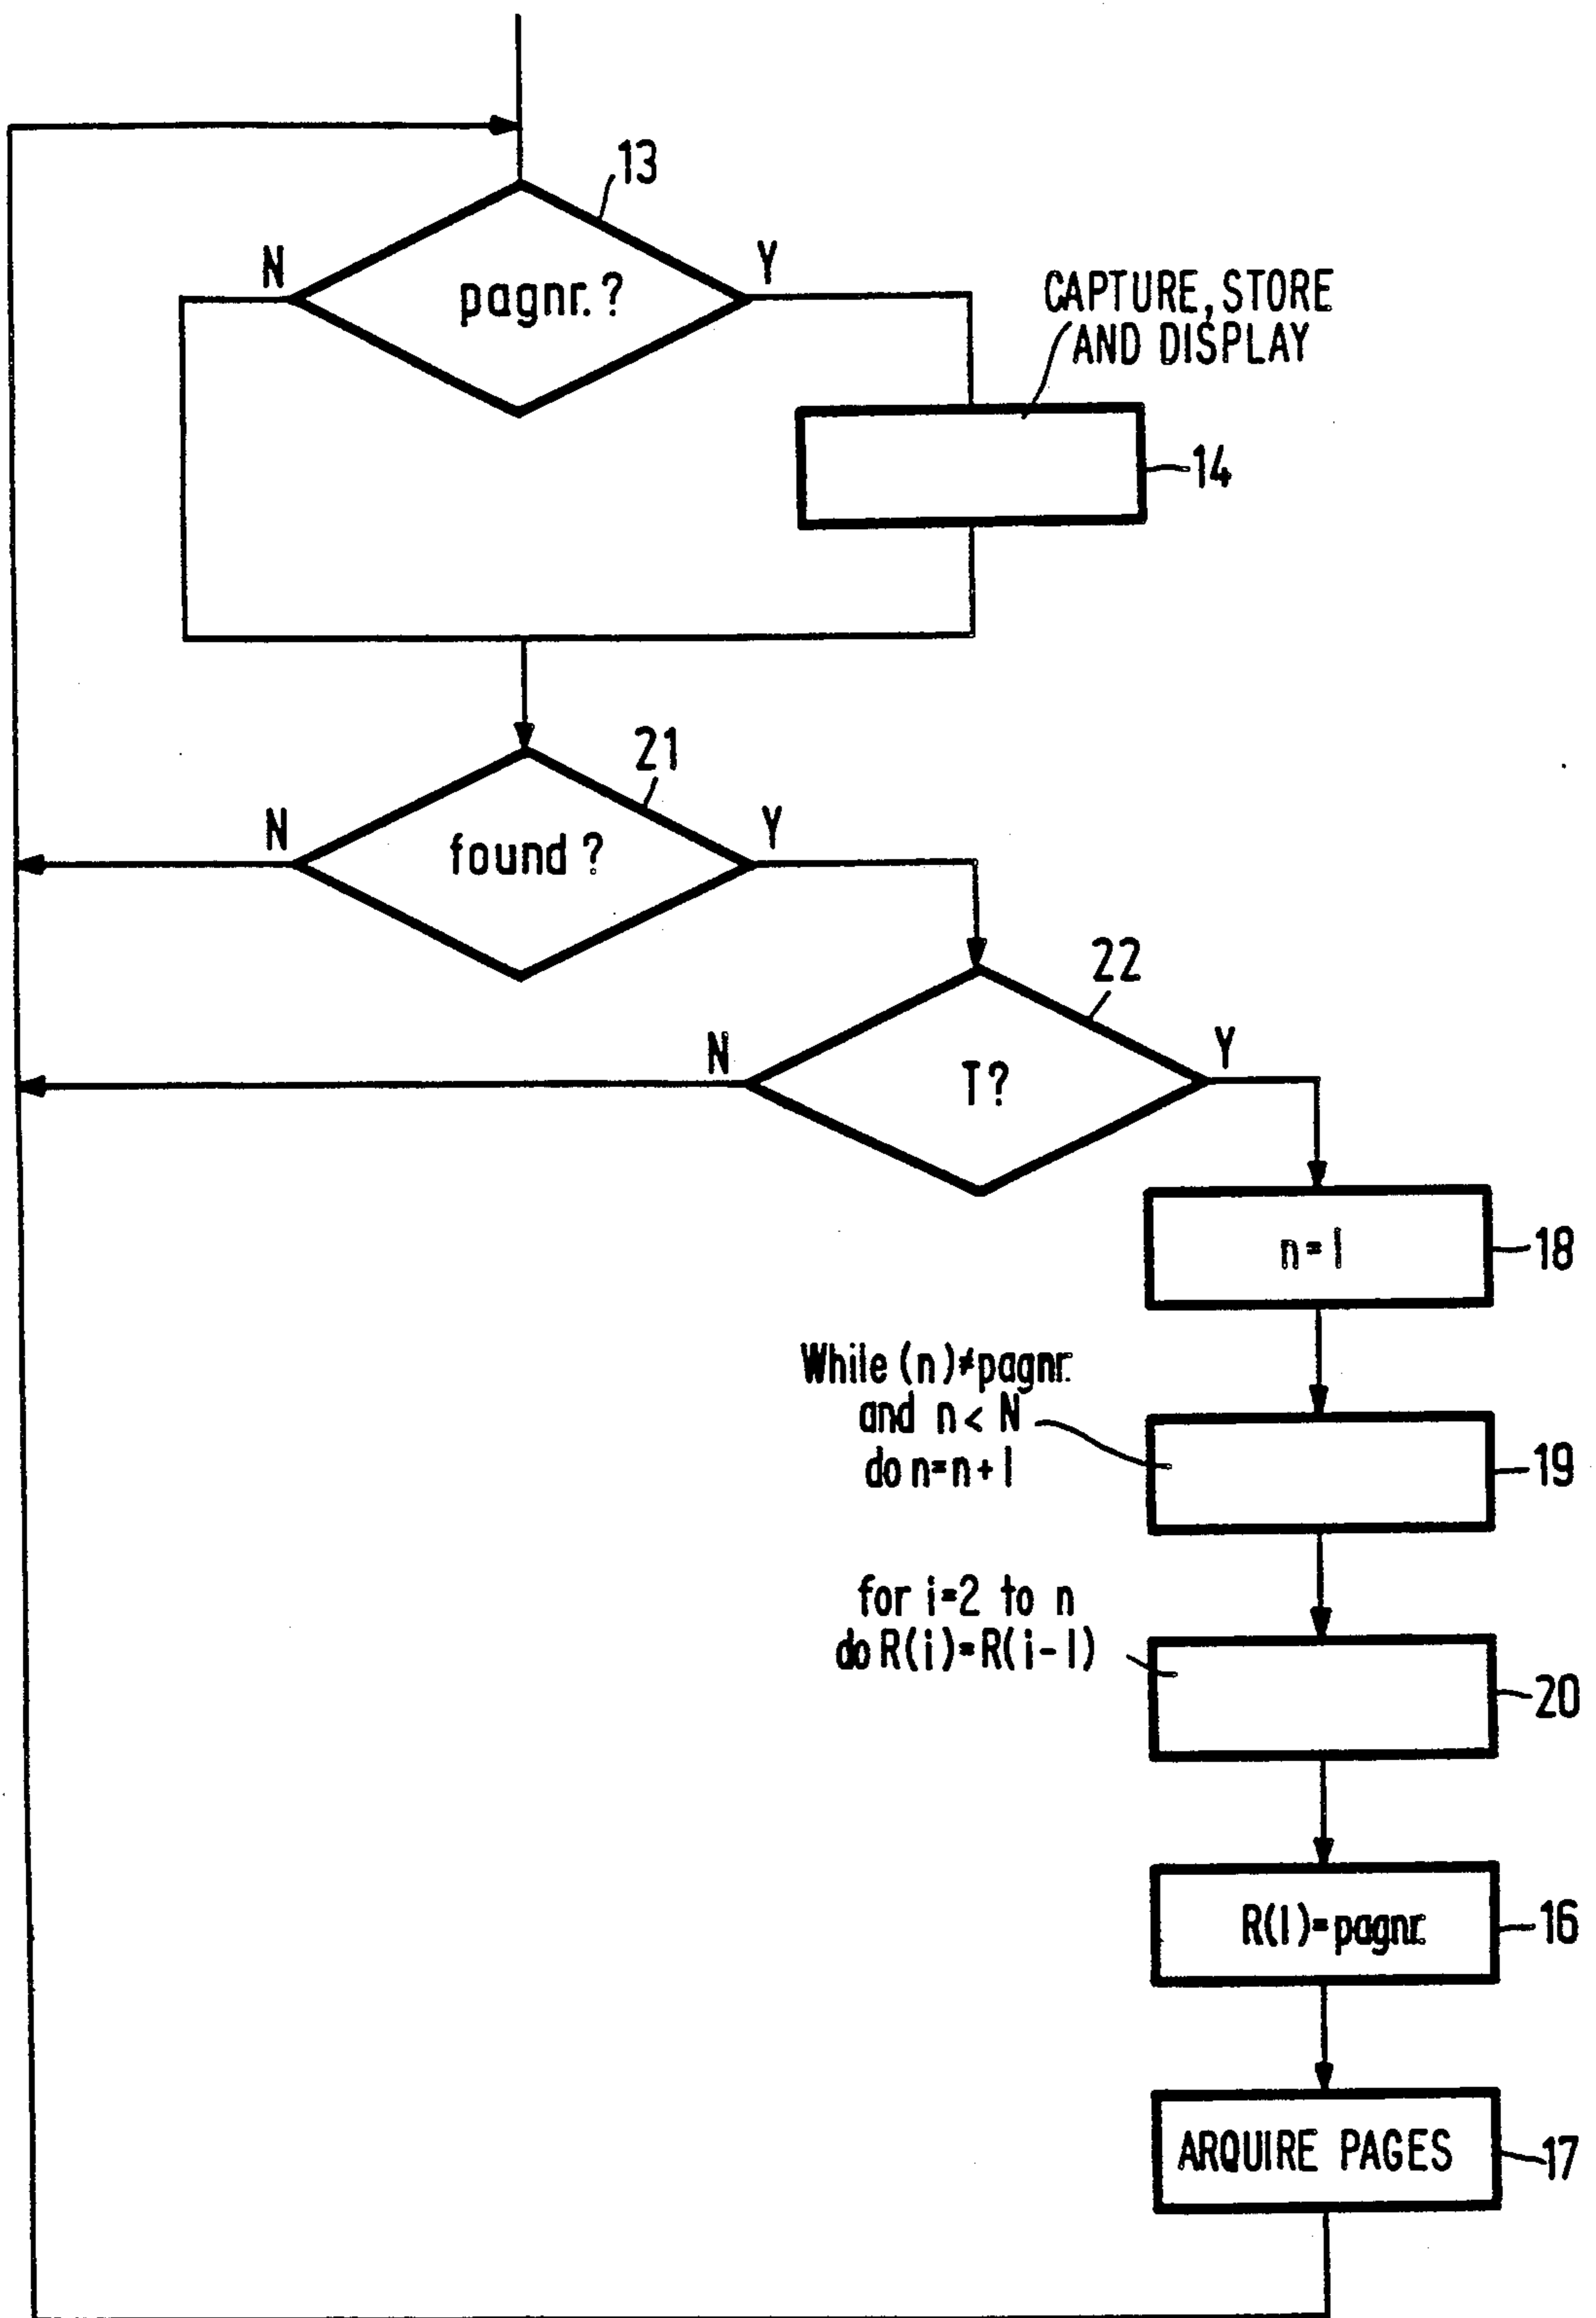 13
N
Y
pagnr. ?
CAPTURE, STORE
AND DISPLAY
14
21
N
Y
found ?
22
N
Y
T?
n=1
18
While (n)≠pagnr.
and n < N
do n=n+1
19
for i=2 to n
do R(i)=R(i-1)
20
R(1)=pagnr.
16
ARQUIRE PAGES
17